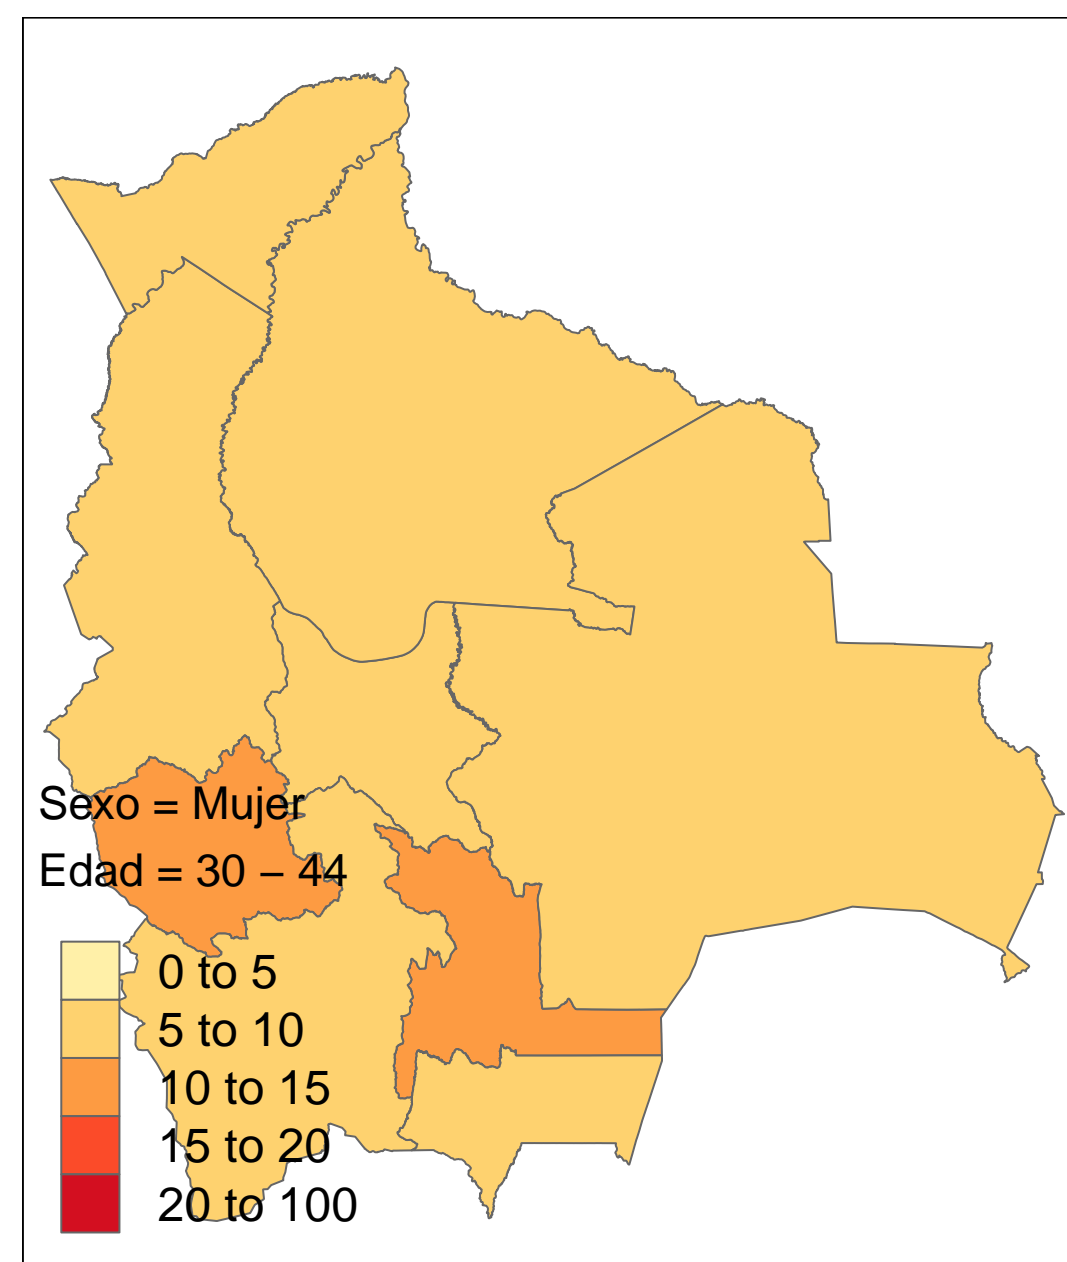 Sexo = Mujer
Edad = 30 – 44
0 to 5
5 to 10
10 to 15
15 to 20
20 to 100